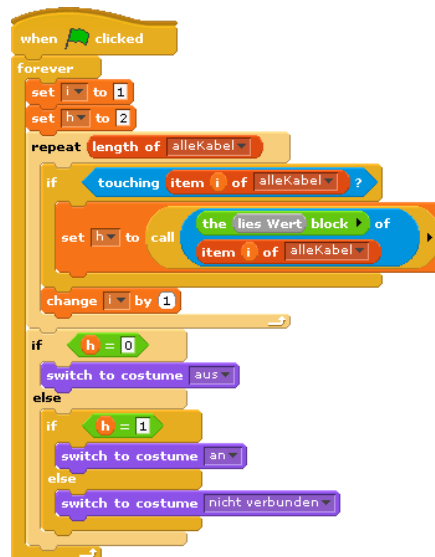 when clicked
forever
set i to 1
set h to 2
repeat length of alleKabel
if touching item i of alleKabel ?
the lies Wert block of
set h to call
item i of alleKabel
change i by 1
if h = 0
switch to costume aus
else
if h = 1
switch to costume an
else
switch to costume nicht verbunden